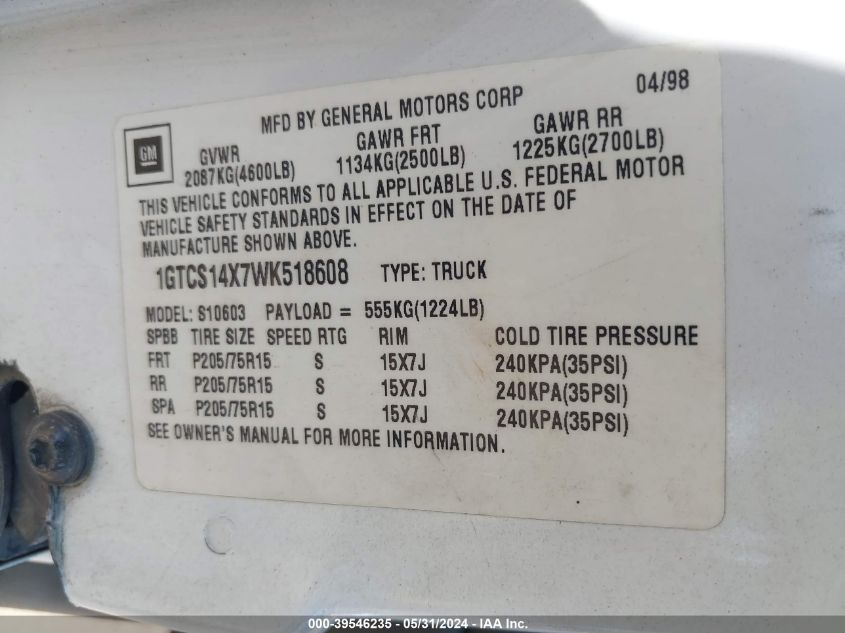 04/98
MFD BY GENERAL MOTORS CORP
GM
GVWR GAWR FRT GAWR RR
2087KG(4600LB) 1134KG(2500LB) 1225KG(2700LB)
THIS VEHICLE CONFORMS TO ALL APPLICABLE U.S. FEDERAL MOTOR
VEHICLE SAFETY STANDARDS IN EFFECT ON THE DATE OF
MANUFACTURE SHOWN ABOVE.
1GTCS14X7WK518608 TYPE: TRUCK
MODEL: S10603 PAYLOAD = 555KG(1224LB)
SPBB TIRE SIZE SPEED RTG RIM COLD TIRE PRESSURE
FRT P205/75R15 S 15X7J 240KPA(35PSI)
RR P205/75R15 S 15X7J 240KPA(35PSI)
SPA P205/75R15 S 15X7J 240KPA(35PSI)
SEE OWNER'S MANUAL FOR MORE INFORMATION.
000-39546235 - 05/31/2024 - IAA Inc.